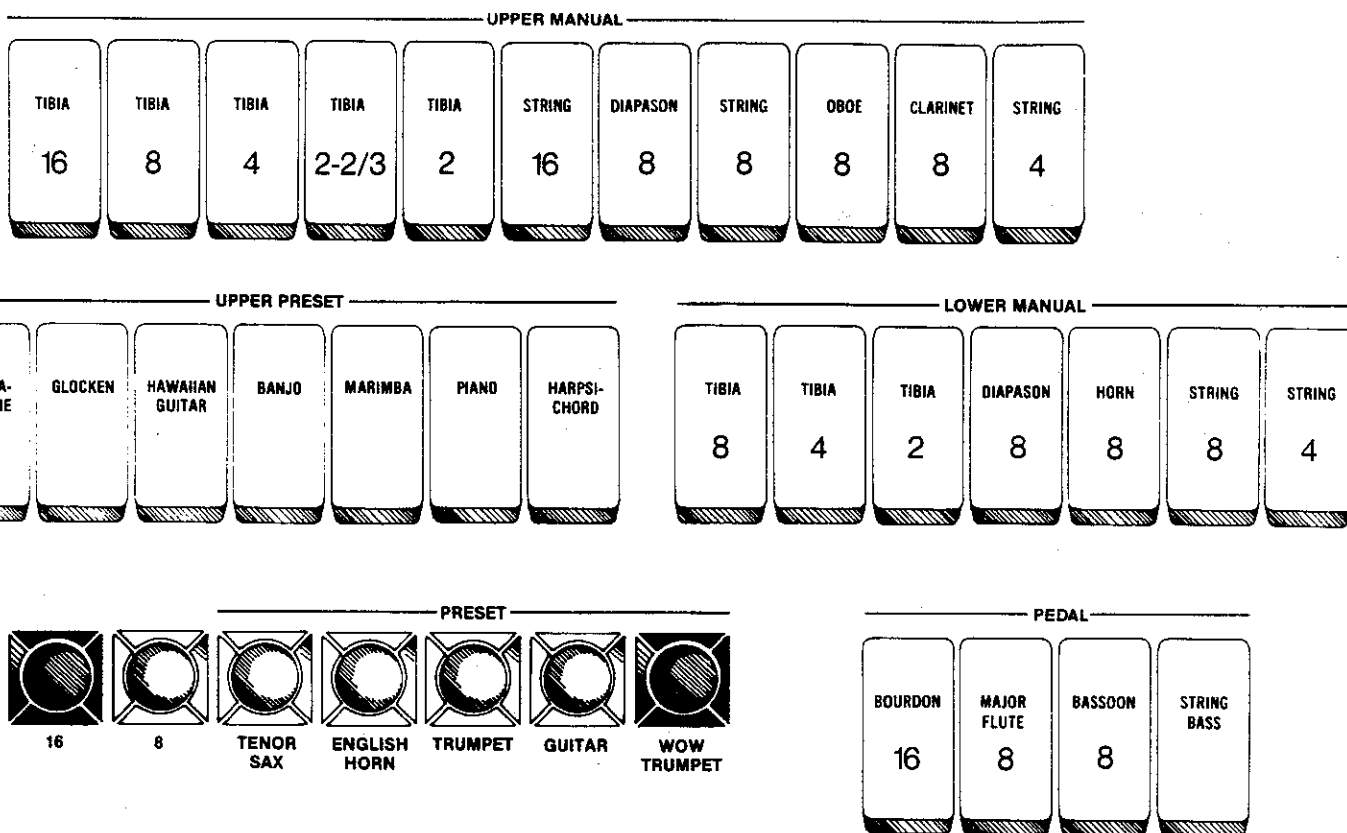 UPPER MANUAL
TIBIA TIBIA TIBIA TIBIA TIBIA STRING DIAPASON STRING OBOE CLARINET STRING
16 8 4 2-2/3 2 16 8 8 8 8 4
UPPER PRESET
A- GLOCKEN HAWAIIAN BANJO MARIMBA PIANO HARPSI-
IE GUITAR CHORD
LOWER MANUAL
TIBIA TIBIA TIBIA DIAPASON HORN STRING STRING
8 4 2 8 8 8 4
PRESET
16 8 TENOR ENGLISH TRUMPET GUITAR WOW
SAX HORN TRUMPET
PEDAL
BOURDON MAJOR BASSOON STRING
FLUTE BASS
16 8 8